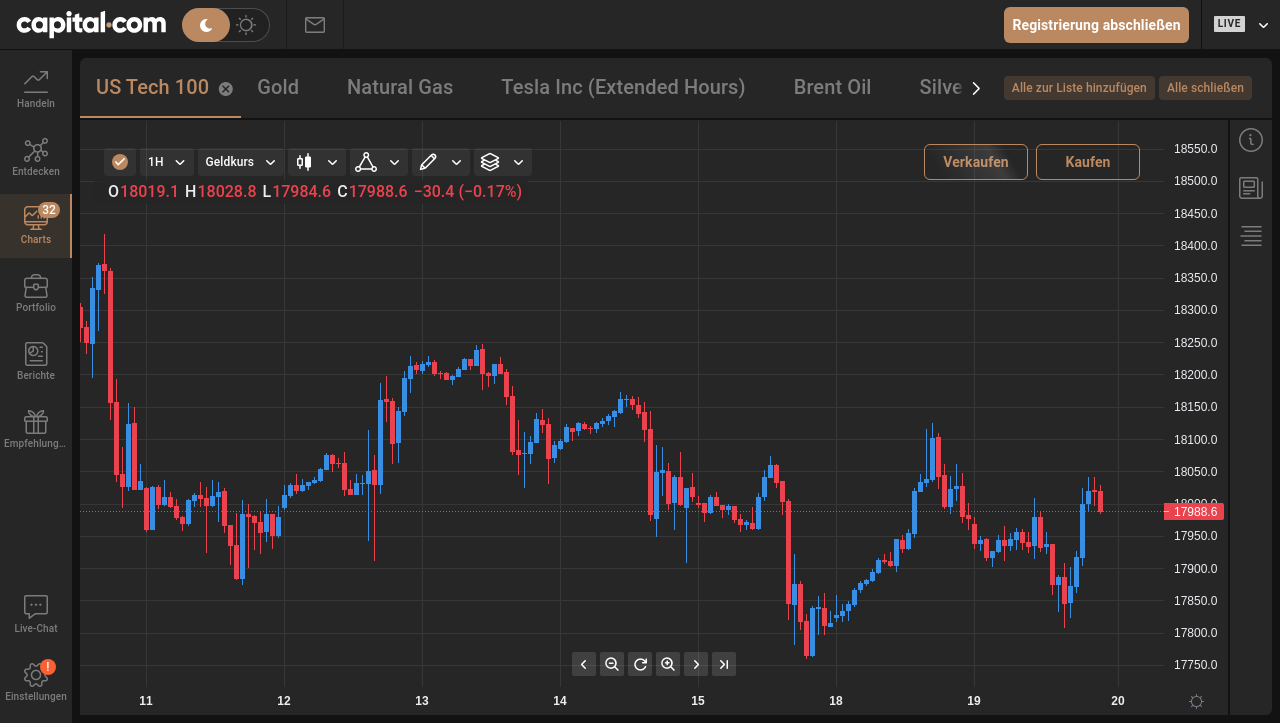 capital.com
Registrierung abschließen
LIVE
Handeln
Entdecken
32
Charts
Portfolio
Berichte
Empfehlung...
Live-Chat
!
Einstellungen
US Tech 100
Gold
Natural Gas
Tesla Inc (Extended Hours)
Brent Oil
Silve
Alle zur Liste hinzufügen
Alle schließen
1H
Geldkurs
Verkaufen
Kaufen
O18019.1 H18028.8 L17984.6 C17988.6 −30.4 (−0.17%)
18550.0
18500.0
18450.0
18400.0
18350.0
18300.0
18250.0
18200.0
18150.0
18100.0
18050.0
18000.0
17988.6
17950.0
17900.0
17850.0
17800.0
17750.0
11 12 13 14 15 18 19 20